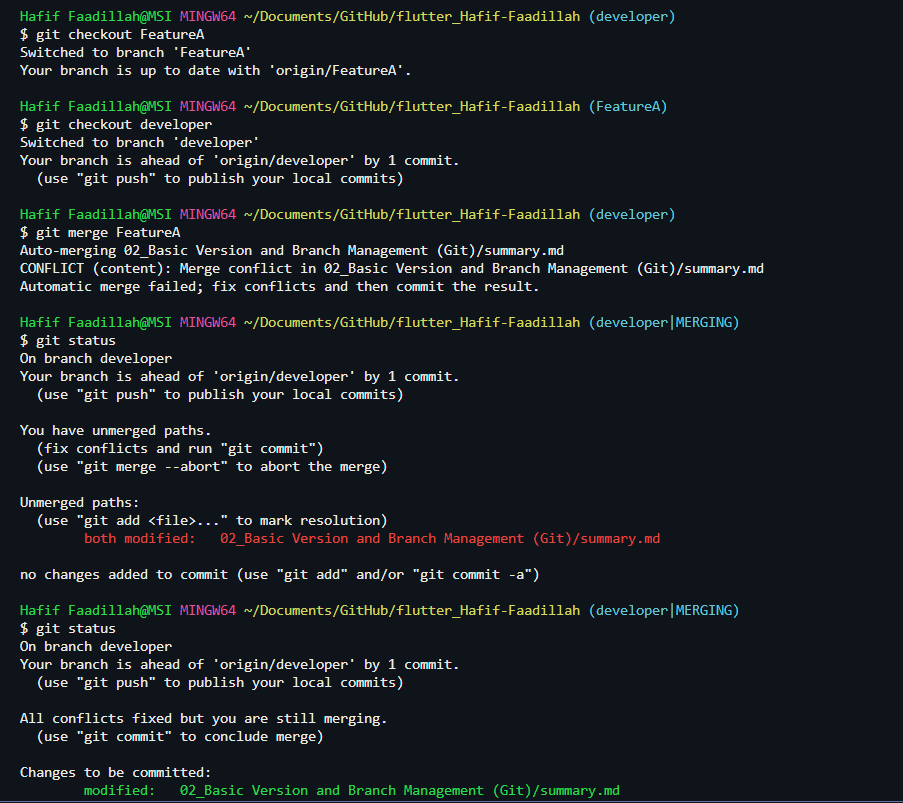 Hafif Faadillah@MSI MINGW64 ~/Documents/GitHub/flutter_Hafif-Faadillah (developer)
$ git checkout FeatureA
Switched to branch 'FeatureA'
Your branch is up to date with 'origin/FeatureA'.
Hafif Faadillah@MSI MINGW64 ~/Documents/GitHub/flutter_Hafif-Faadillah (FeatureA)
$ git checkout developer
Switched to branch 'developer'
Your branch is ahead of 'origin/developer' by 1 commit.
  (use "git push" to publish your local commits)
Hafif Faadillah@MSI MINGW64 ~/Documents/GitHub/flutter_Hafif-Faadillah (developer)
$ git merge FeatureA
Auto-merging 02_Basic Version and Branch Management (Git)/summary.md
CONFLICT (content): Merge conflict in 02_Basic Version and Branch Management (Git)/summary.md
Automatic merge failed; fix conflicts and then commit the result.
Hafif Faadillah@MSI MINGW64 ~/Documents/GitHub/flutter_Hafif-Faadillah (developer|MERGING)
$ git status
On branch developer
Your branch is ahead of 'origin/developer' by 1 commit.
  (use "git push" to publish your local commits)
You have unmerged paths.
  (fix conflicts and run "git commit")
  (use "git merge --abort" to abort the merge)
Unmerged paths:
  (use "git add <file>..." to mark resolution)
        both modified:   02_Basic Version and Branch Management (Git)/summary.md
no changes added to commit (use "git add" and/or "git commit -a")
Hafif Faadillah@MSI MINGW64 ~/Documents/GitHub/flutter_Hafif-Faadillah (developer|MERGING)
$ git status
On branch developer
Your branch is ahead of 'origin/developer' by 1 commit.
  (use "git push" to publish your local commits)
All conflicts fixed but you are still merging.
  (use "git commit" to conclude merge)
Changes to be committed:
        modified:   02_Basic Version and Branch Management (Git)/summary.md